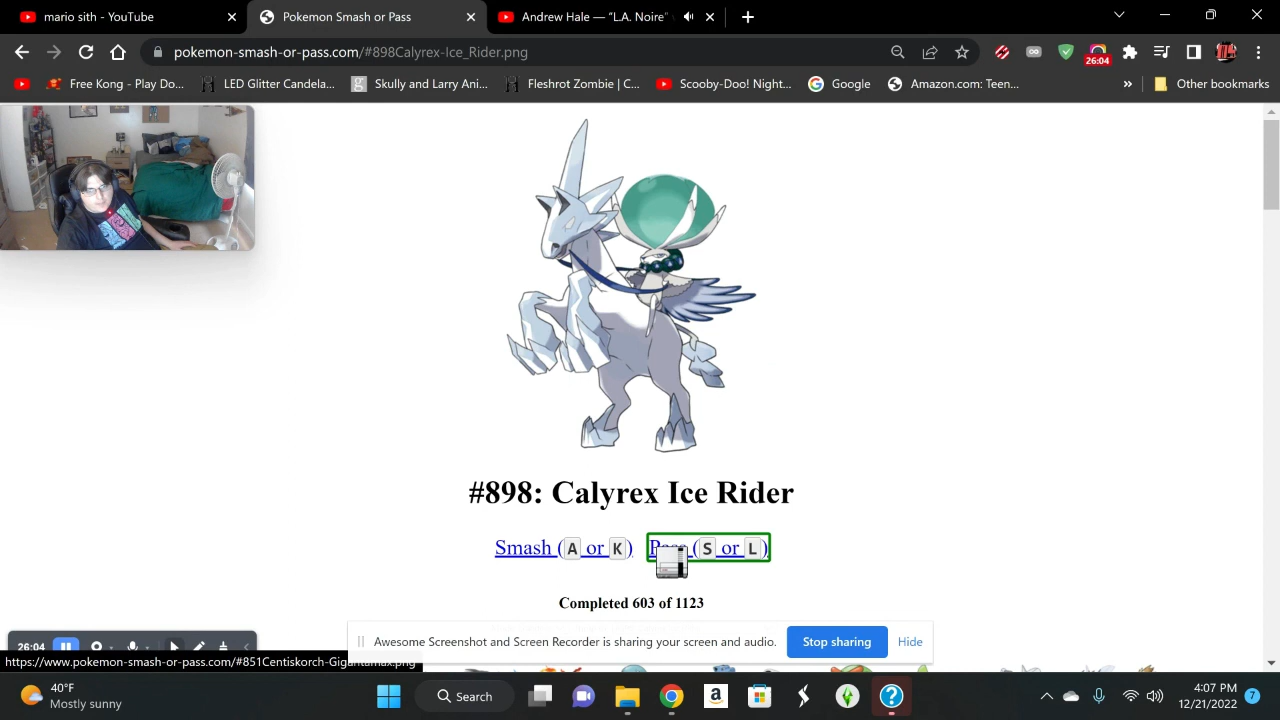 mario sith - YouTube
Pokemon Smash or Pass
Andrew Hale — "L.A. Noire"
pokemon-smash-or-pass.com/#898Calyrex-Ice_Rider.png
26:04
Free Kong - Play Do...
LED Glitter Candela...
Skully and Larry Ani...
Fleshrot Zombie | C...
Scooby-Doo! Night...
Google
Amazon.com: Teen...
»
Other bookmarks
#898: Calyrex Ice Rider
Smash (A or K)
Pass (S or L)
Completed 603 of 1123
26:04
Awesome Screenshot and Screen Recorder is sharing your screen and audio.
Stop sharing
Hide
https://www.pokemon-smash-or-pass.com/#851Centiskorch-Gigantamax.png
40°F
Mostly sunny
Search
4:07 PM
12/21/2022
7